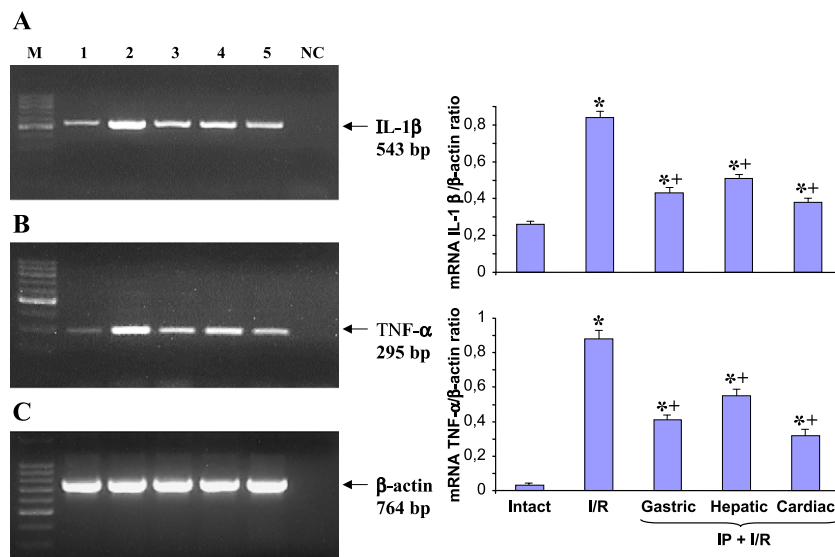 A
M 1 2 3 4 5 NC
IL-1β
543 bp
B
TNF-α
295 bp
C
β-actin
764 bp
mRNA IL-1 β /β-actin ratio
0,8
0,6
0,4
0,2
0
*
*+
*+
*+
mRNA TNF-α/β-actin ratio
1
0,8
0,6
0,4
0,2
0
*
*+
*+
*+
Intact I/R Gastric Hepatic Cardiac
IP + I/R